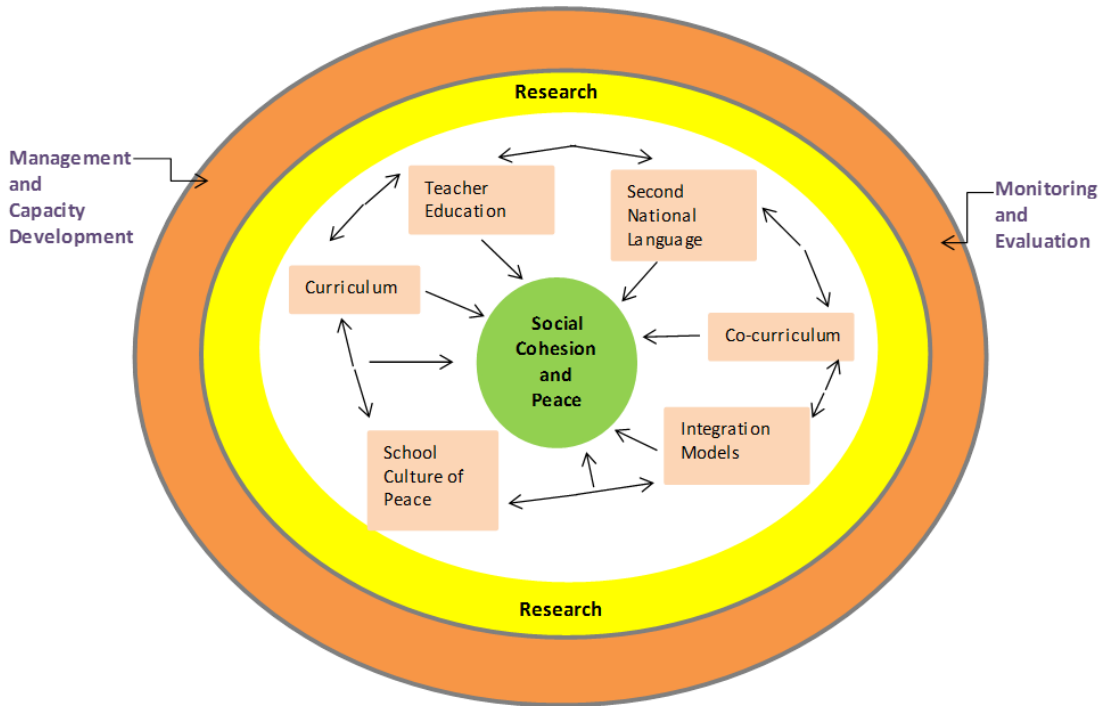 Research
Management
and
Capacity
Development
Monitoring
and
Evaluation
Teacher
Education
Second
National
Language
Curriculum
Social
Cohesion
and
Peace
Co-curriculum
School
Culture of
Peace
Integration
Models
Research